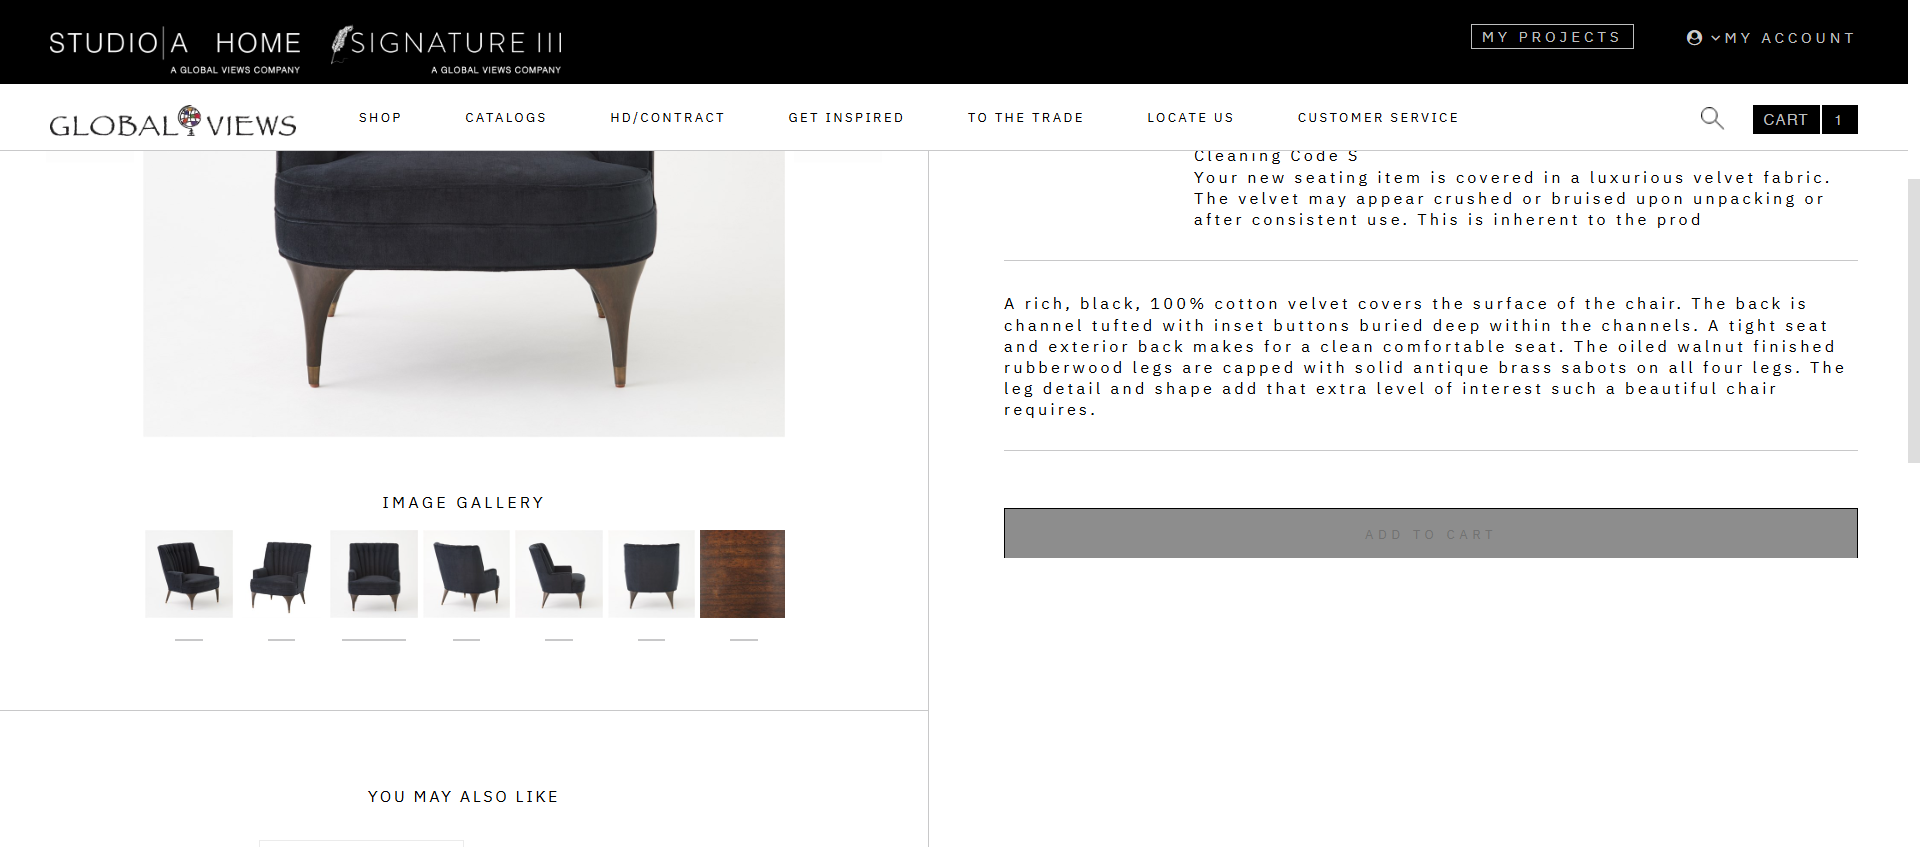 STUDIO|A HOME
A GLOBAL VIEWS COMPANY
SIGNATURE III
A GLOBAL VIEWS COMPANY
MY PROJECTS
MY ACCOUNT
GLOBAL VIEWS
SHOP
CATALOGS
HD/CONTRACT
GET INSPIRED
TO THE TRADE
LOCATE US
CUSTOMER SERVICE
CART 1
Cleaning Code S
Your new seating item is covered in a luxurious velvet fabric.
The velvet may appear crushed or bruised upon unpacking or
after consistent use. This is inherent to the prod
A rich, black, 100% cotton velvet covers the surface of the chair. The back is
channel tufted with inset buttons buried deep within the channels. A tight seat
and exterior back makes for a clean comfortable seat. The oiled walnut finished
rubberwood legs are capped with solid antique brass sabots on all four legs. The
leg detail and shape add that extra level of interest such a beautiful chair
requires.
ADD TO CART
IMAGE GALLERY
YOU MAY ALSO LIKE